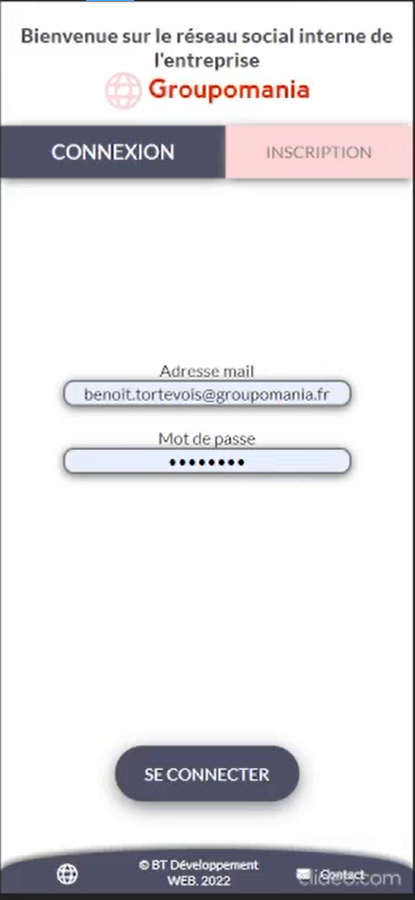 Bienvenue sur le réseau social interne de
l'entreprise
Groupomania
CONNEXION
INSCRIPTION
Adresse mail
benoit.tortevois@groupomania.fr
Mot de passe
••••••••
SE CONNECTER
© BT Développement
WEB. 2022
Contact
clideo.com